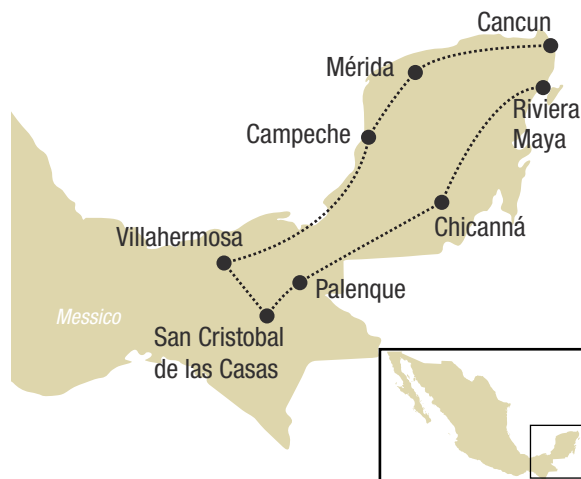 Cancun
Mérida
Riviera
Maya
Campeche
Chicanná
Villahermosa
Palenque
Messico
San Cristobal
de las Casas